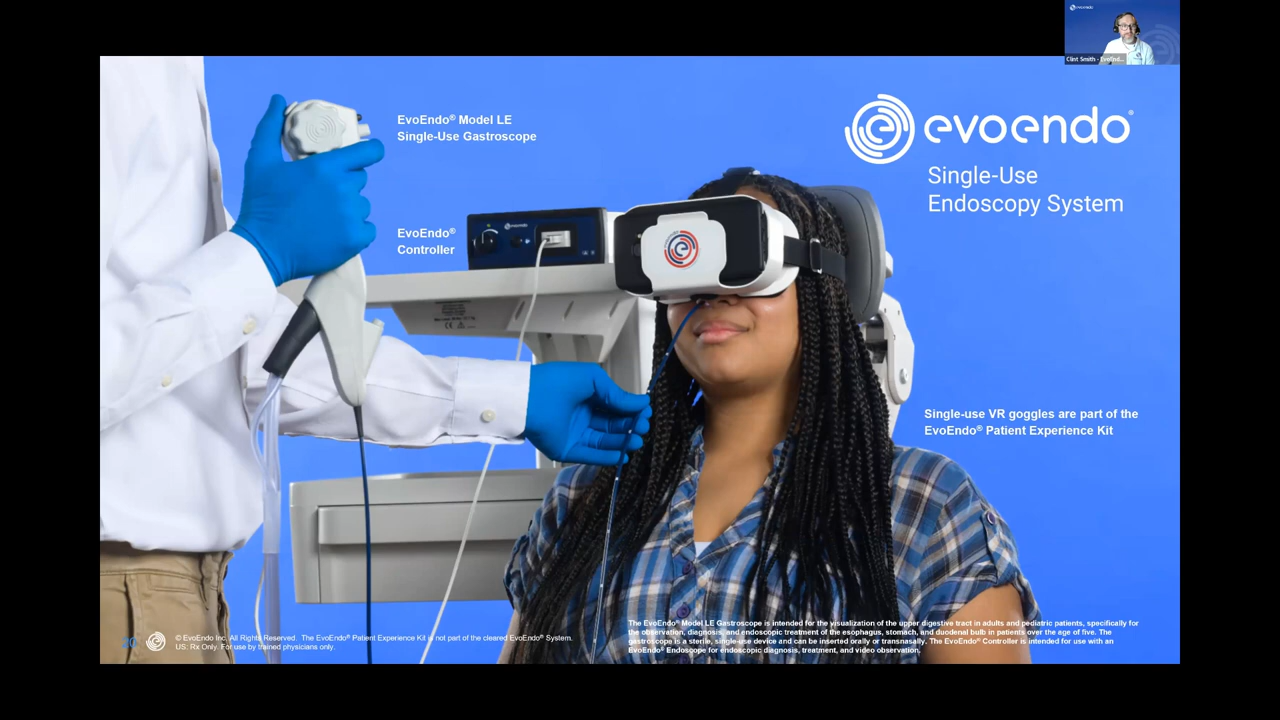 evoendo
Clint Smith - EvoEnd...
EvoEndo® Model LE
Single-Use Gastroscope
evoendo®
Single-Use
Endoscopy System
EvoEndo®
Controller
evoendo
Single-use VR goggles are part of the
EvoEndo® Patient Experience Kit
The EvoEndo® Model LE Gastroscope is intended for the visualization of the upper digestive tract in adults and pediatric patients, specifically for
the observation, diagnosis, and endoscopic treatment of the esophagus, stomach, and duodenal bulb in patients over the age of five. The
gastroscope is a sterile, single-use device and can be inserted orally or transnasally. The EvoEndo® Controller is intended for use with an
EvoEndo® Endoscope for endoscopic diagnosis, treatment, and video observation.
20
© EvoEndo Inc. All Rights Reserved. The EvoEndo® Patient Experience Kit is not part of the cleared EvoEndo® System.
US: Rx Only. For use by trained physicians only.